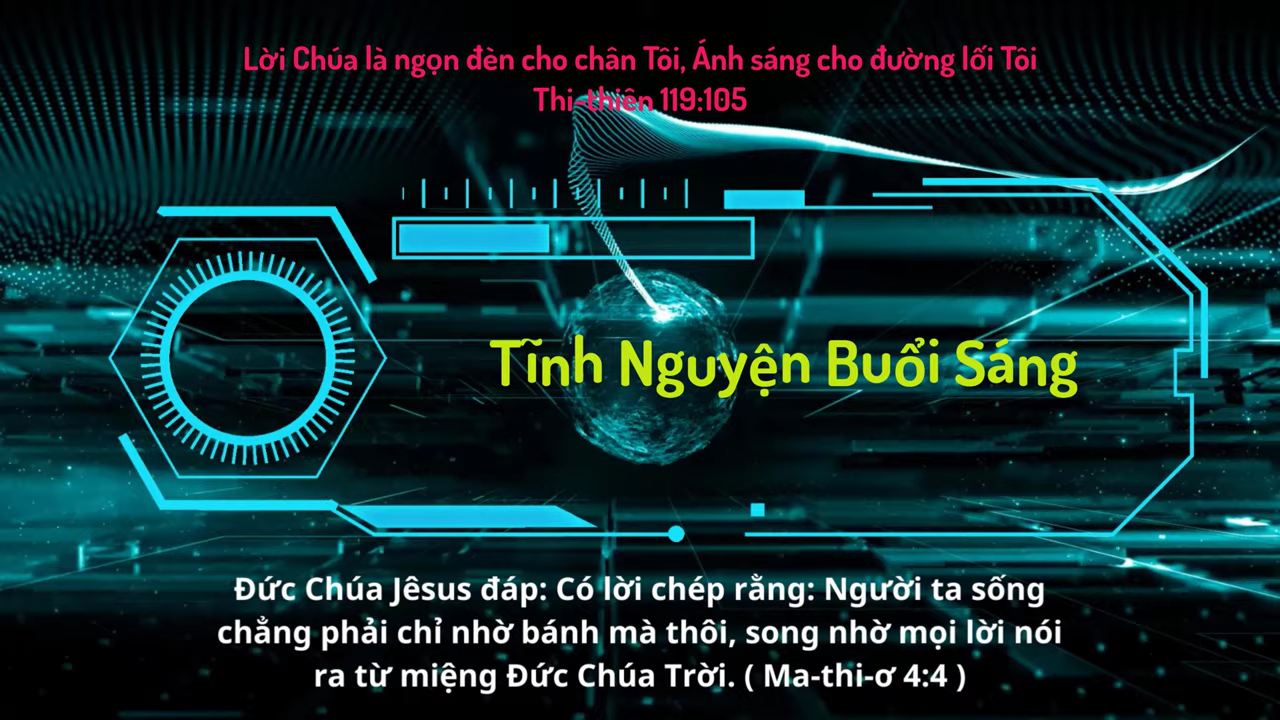 Lời Chúa là ngọn đèn cho chân Tôi, Ánh sáng cho đường lối Tôi
Thi-thiên 119:105
Tĩnh Nguyện Buổi Sáng
Đức Chúa Jêsus đáp: Có lời chép rằng: Người ta sống
chẳng phải chỉ nhờ bánh mà thôi, song nhờ mọi lời nói
ra từ miệng Đức Chúa Trời. ( Ma-thi-ơ 4:4 )